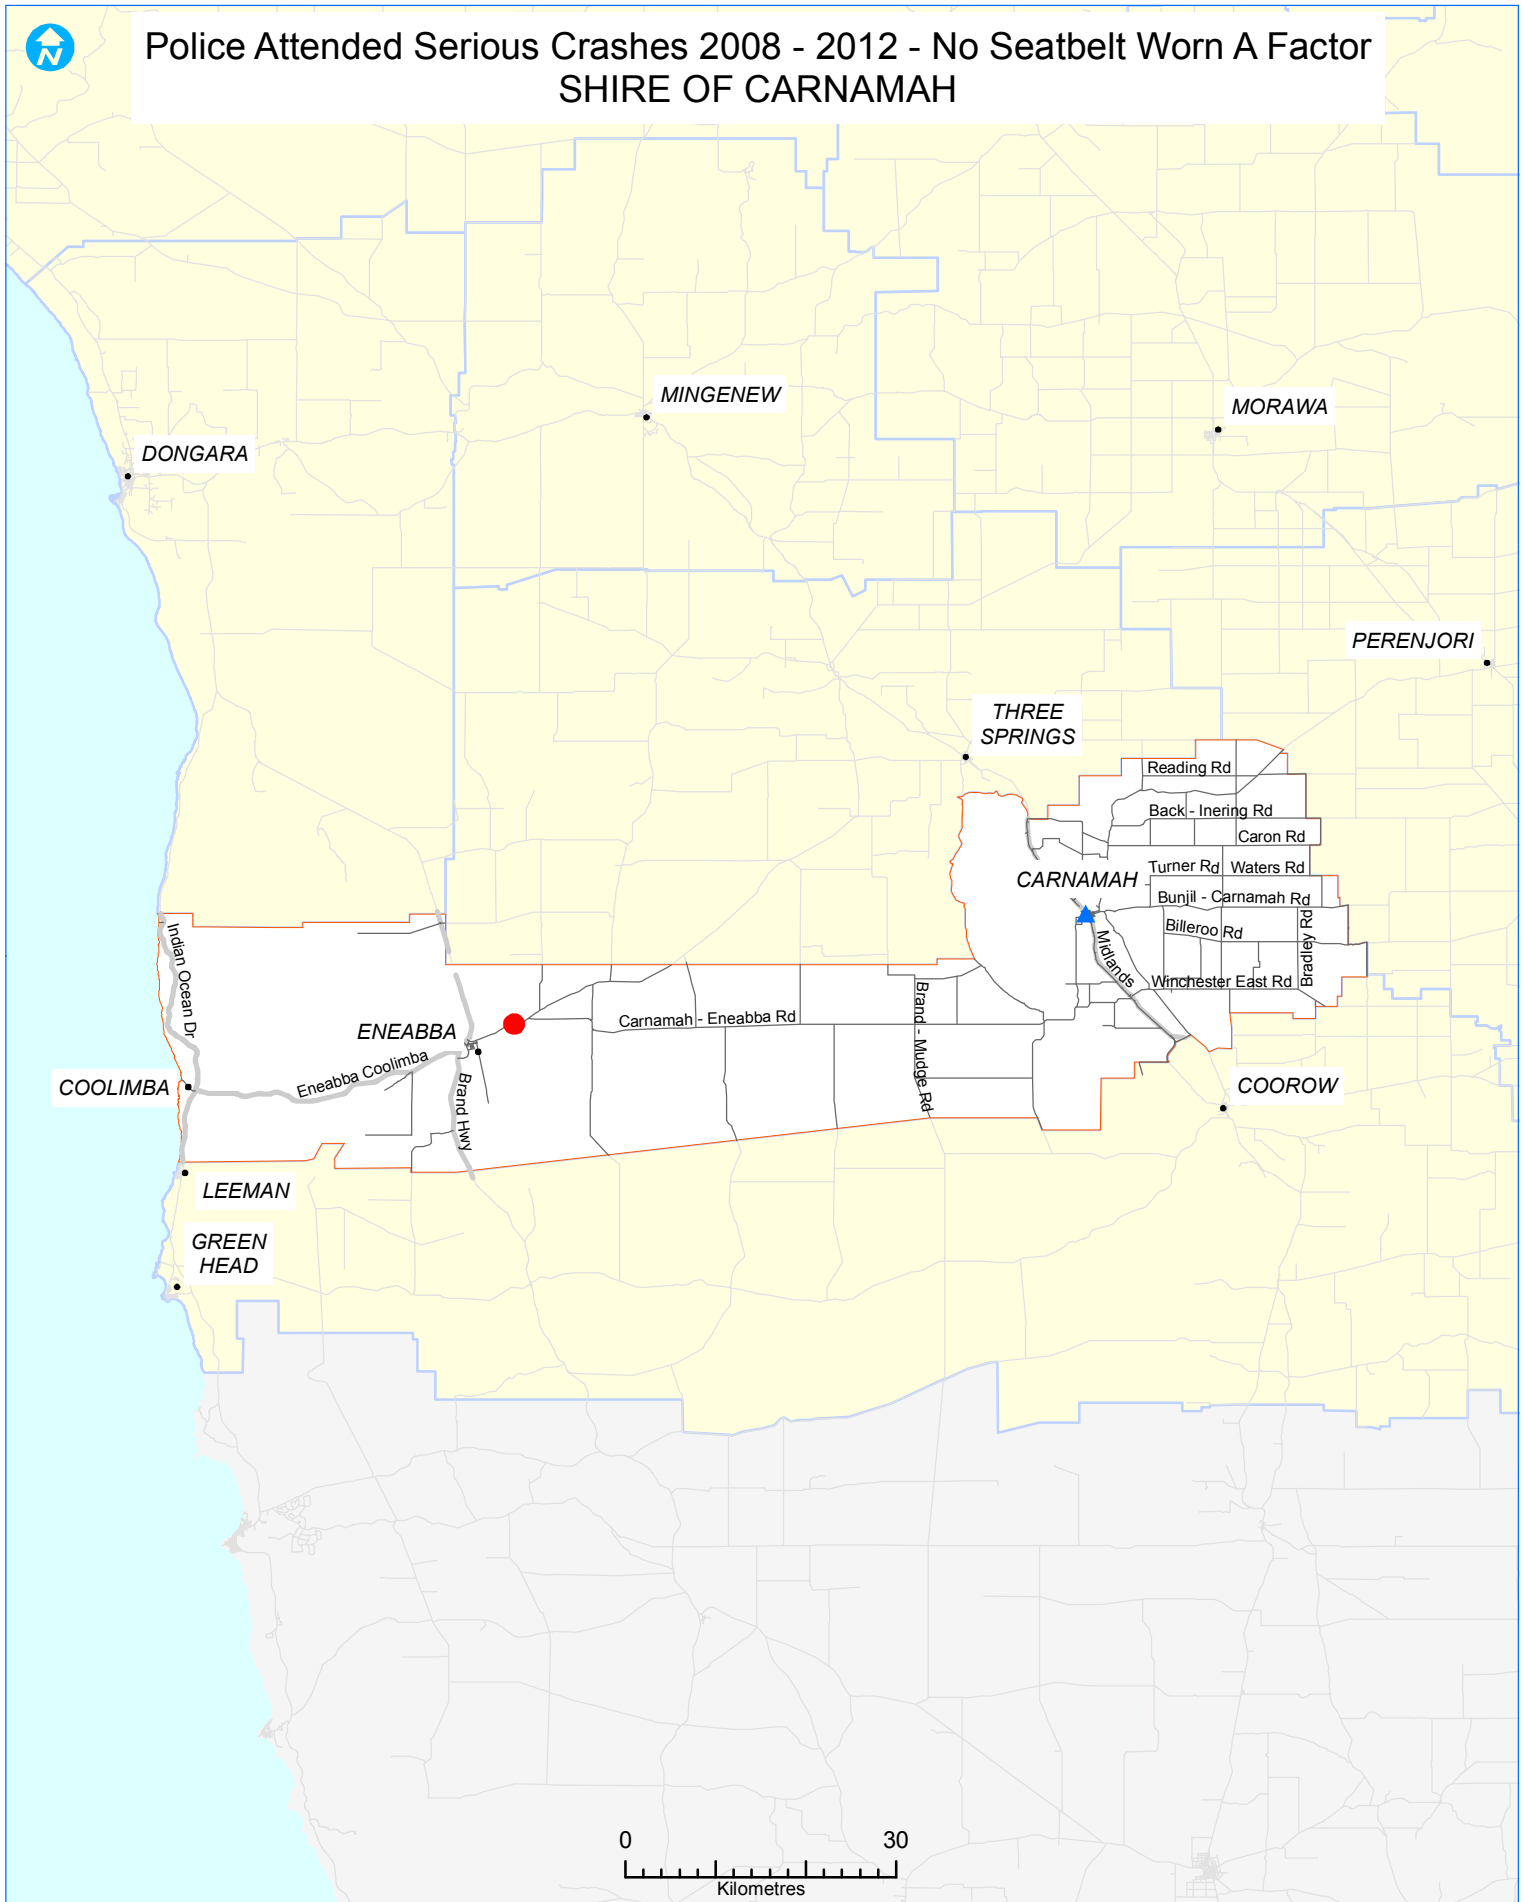 N
Police Attended Serious Crashes 2008 - 2012 - No Seatbelt Worn A Factor
SHIRE OF CARNAMAH
MINGENEW
MORAWA
DONGARA
PERENJORI
THREE
SPRINGS
Reading Rd
Back - Inering Rd
Caron Rd
Turner Rd
Waters Rd
CARNAMAH
Bunjil - Carnamah Rd
Billeroo Rd
Bradley Rd
Midlands
Winchester East Rd
Indian Ocean Dr
Brand - Mudge Rd
Carnamah - Eneabba Rd
ENEABBA
Eneabba Coolimba
Brand Hwy
COOLIMBA
COOROW
LEEMAN
GREEN
HEAD
0 30
Kilometres